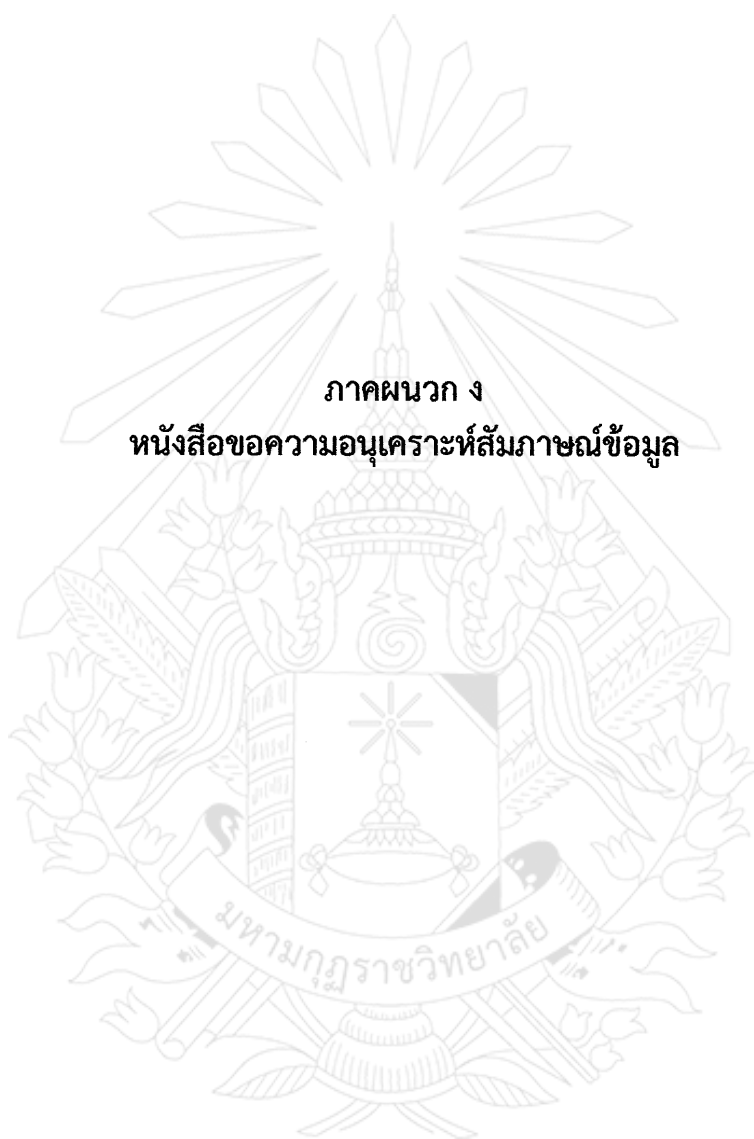 ภาคผนวก ง
หนังสือขอความอนุเคราะห์สัมภาษณ์ข้อมูล
มหามกุฏราชวิทยาลัย